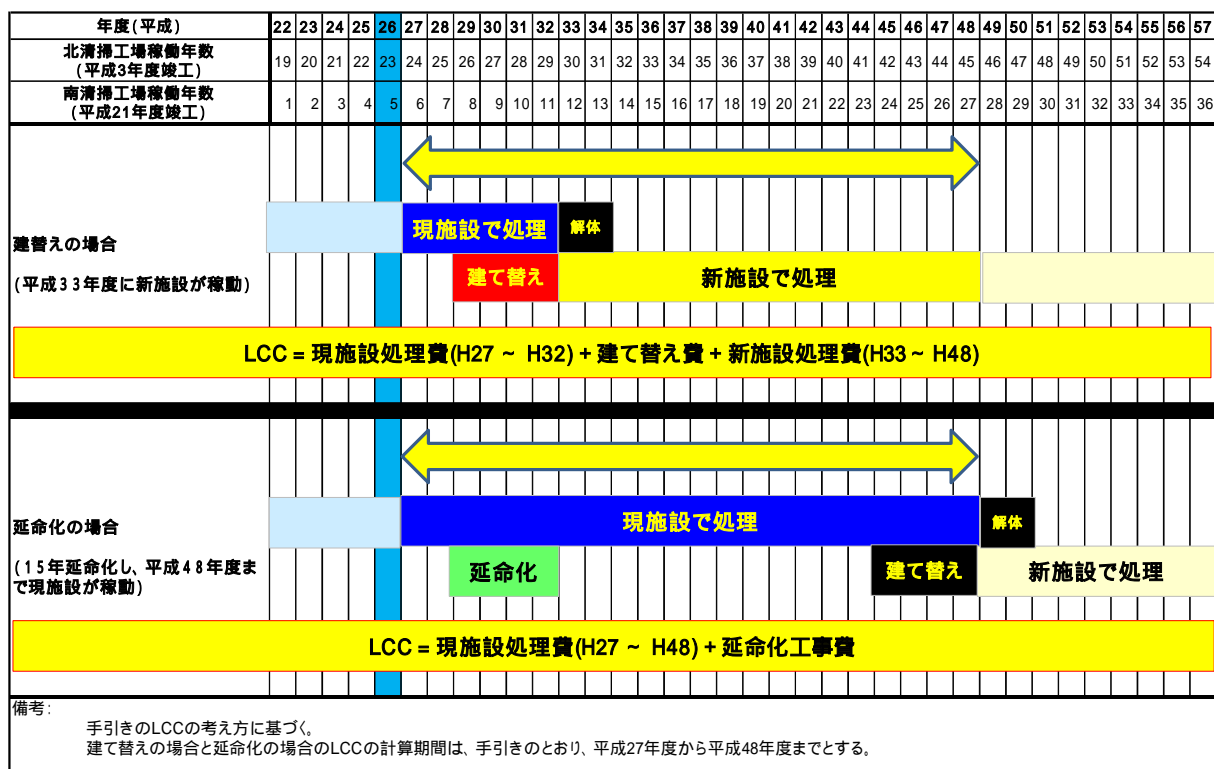 年度(平成) 22 23 24 25 26 27 28 29 30 31 32 33 34 35 36 37 38 39 40 41 42 43 44 45 46 47 48 49 50 51 52 53 54 55 56 57
北清掃工場稼働年数
(平成3年度竣工) 19 20 21 22 23 24 25 26 27 28 29 30 31 32 33 34 35 36 37 38 39 40 41 42 43 44 45 46 47 48 49 50 51 52 53 54
南清掃工場稼働年数
(平成21年度竣工) 1 2 3 4 5 6 7 8 9 10 11 12 13 14 15 16 17 18 19 20 21 22 23 24 25 26 27 28 29 30 31 32 33 34 35 36
現施設で処理 解体
建替えの場合
(平成33年度に新施設が稼動)
建て替え 新施設で処理
LCC = 現施設処理費(H27 ~ H32) + 建て替え費 + 新施設処理費(H33 ~ H48)
現施設で処理 解体
延命化の場合
(15年延命化し、平成48年度ま
で現施設が稼動)
延命化 建て替え 新施設で処理
LCC = 現施設処理費(H27 ~ H48) + 延命化工事費
備考:
手引きのLCCの考え方に基づく。
建て替えの場合と延命化の場合のLCCの計算期間は、手引きのとおり、平成27年度から平成48年度までとする。